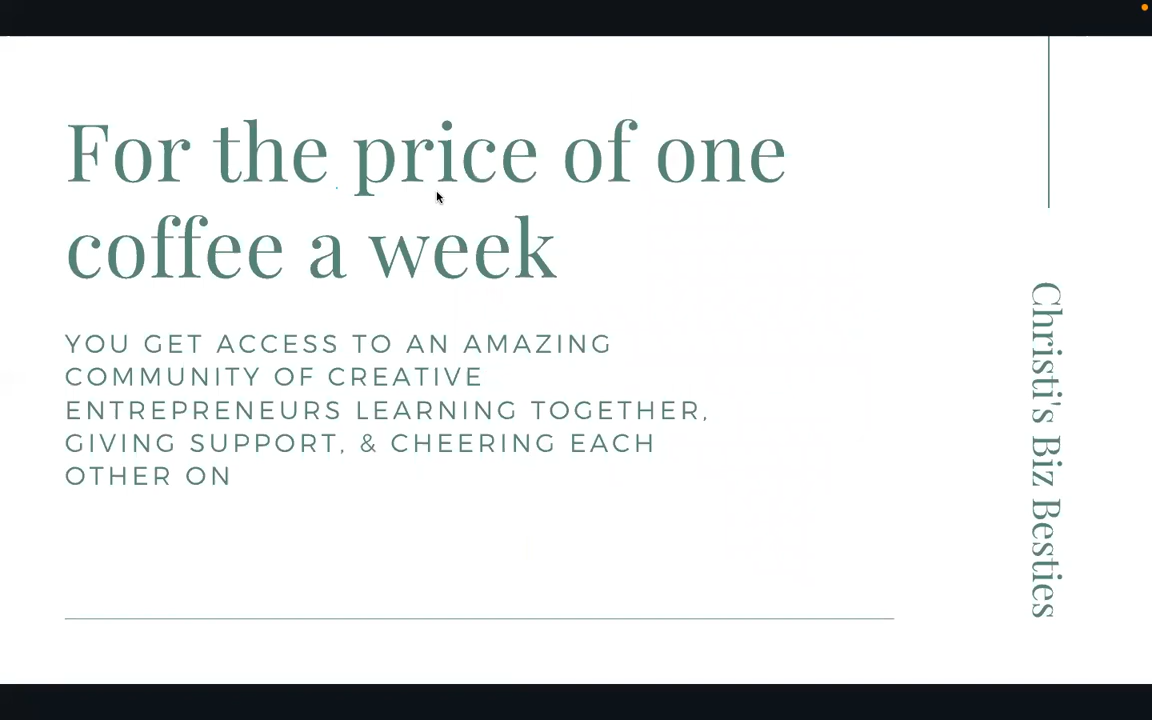 For the price of one
coffee a week
YOU GET ACCESS TO AN AMAZING
COMMUNITY OF CREATIVE
ENTREPRENEURS LEARNING TOGETHER,
GIVING SUPPORT, & CHEERING EACH
OTHER ON
Christi's Biz Besties